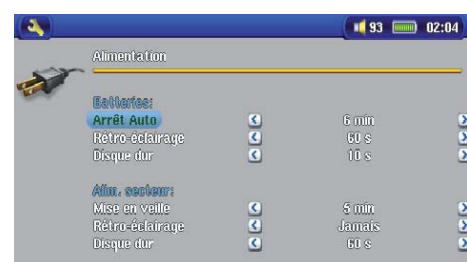 93 02:04
Alimentation
Batteries:
Arrêt Auto 6 min
Rétro-éclairage 60 s
Disque dur 10 s
Alim. secteur:
Mise en veille 5 min
Rétro-éclairage Jamais
Disque dur 60 s